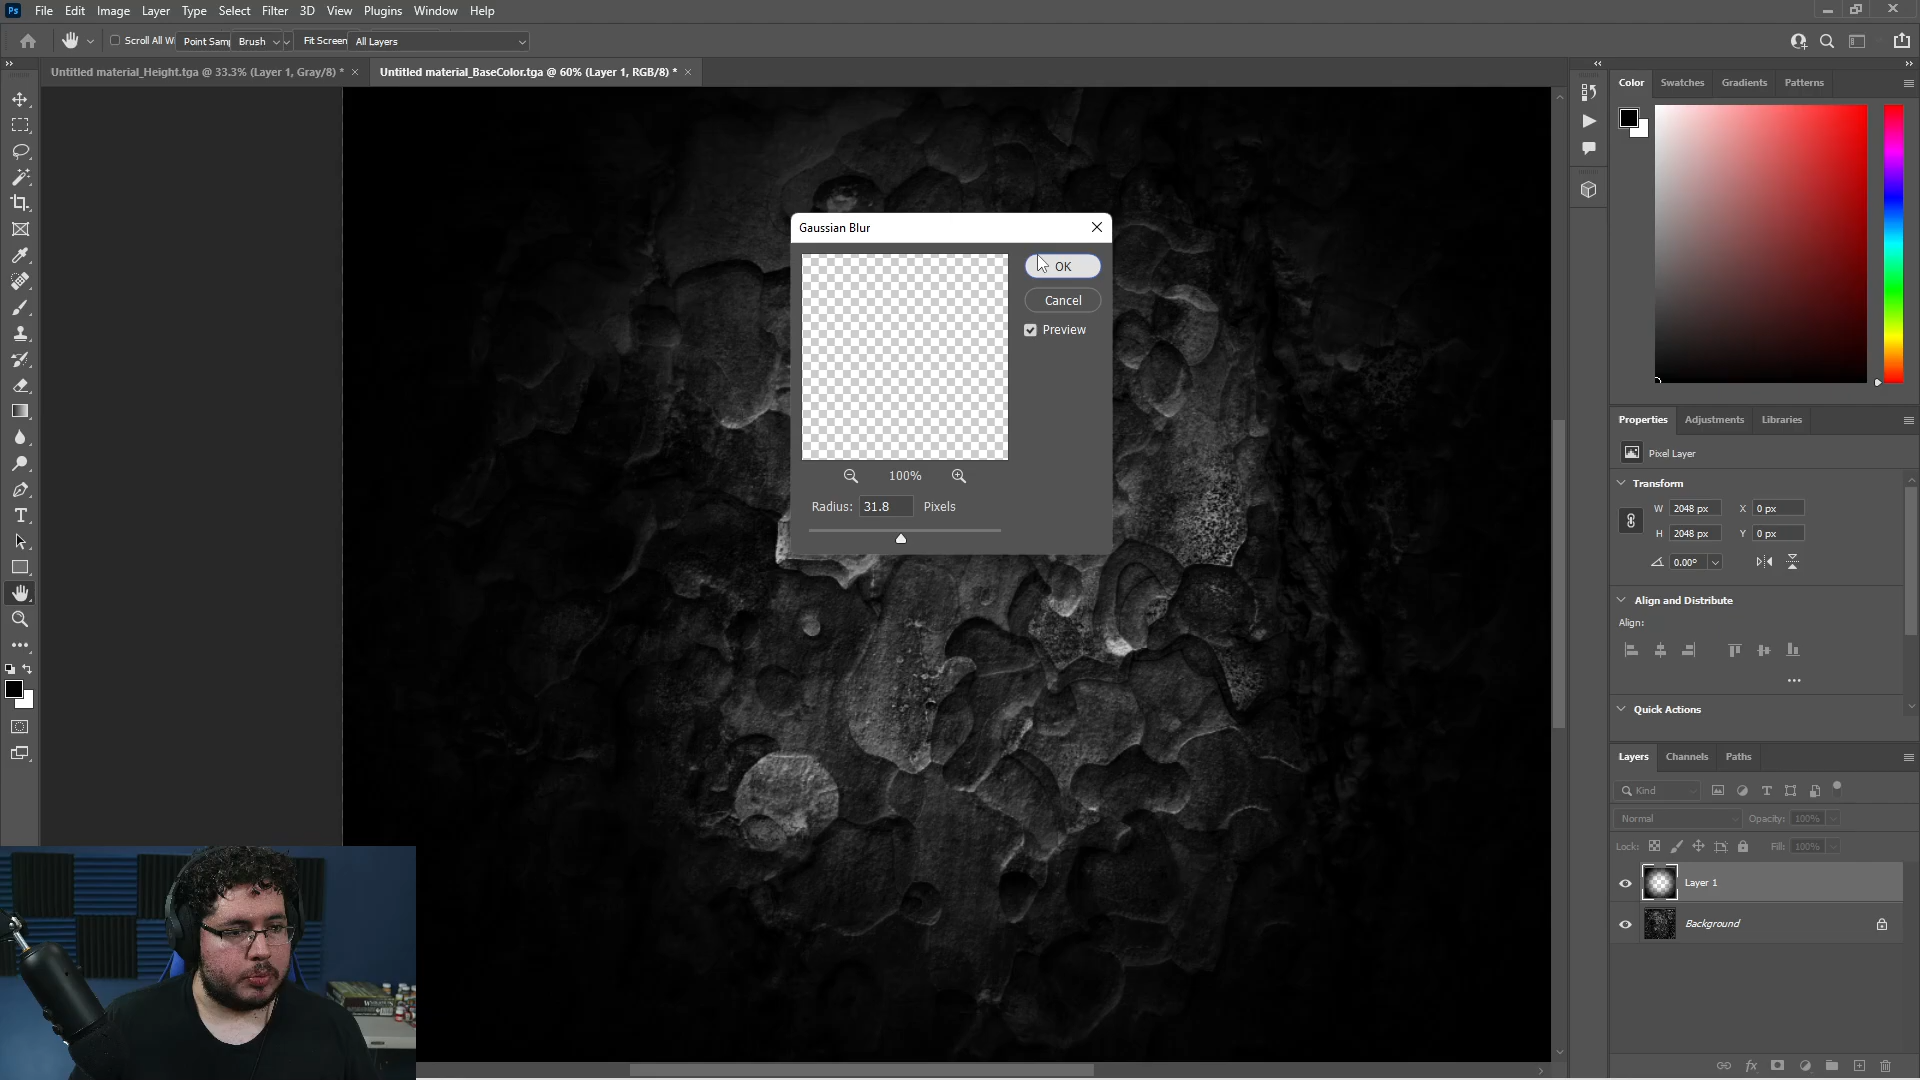 Ps File Edit Image Layer Type Select Filter 3D View Plugins Window Help
Scroll All W Point Samp Brush Fit Screen All Layers
Untitled material_Height.tga @ 33.3% (Layer 1, Gray/8) * Untitled material_BaseColor.tga @ 60% (Layer 1, RGB/8) *
Color Swatches Gradients Patterns
Gaussian Blur
OK
Cancel
Preview
100%
Radius: 31.8 Pixels
Properties Adjustments Libraries
Pixel Layer
Transform
W 2048 px X 0 px
H 2048 px Y 0 px
0.00°
Align and Distribute
Align:
Quick Actions
Layers Channels Paths
Kind
Normal Opacity: 100%
Lock: Fill: 100%
Layer 1
Background